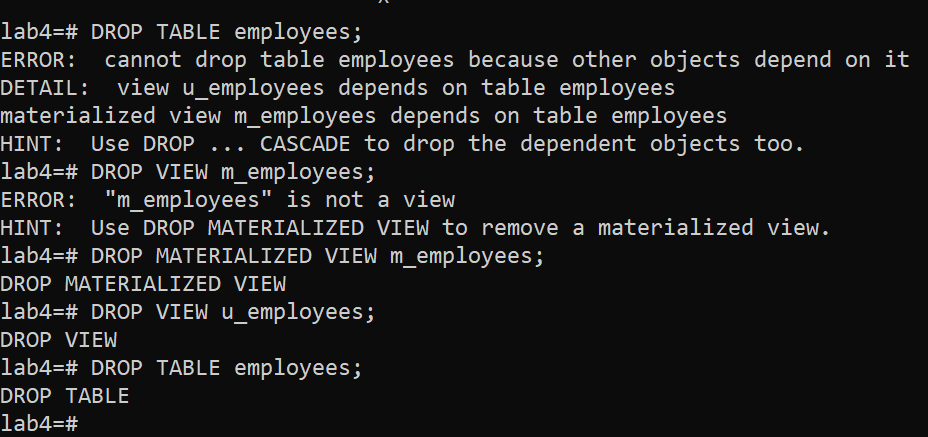 lab4=# DROP TABLE employees;
ERROR:  cannot drop table employees because other objects depend on it
DETAIL:  view u_employees depends on table employees
materialized view m_employees depends on table employees
HINT:  Use DROP ... CASCADE to drop the dependent objects too.
lab4=# DROP VIEW m_employees;
ERROR:  "m_employees" is not a view
HINT:  Use DROP MATERIALIZED VIEW to remove a materialized view.
lab4=# DROP MATERIALIZED VIEW m_employees;
DROP MATERIALIZED VIEW
lab4=# DROP VIEW u_employees;
DROP VIEW
lab4=# DROP TABLE employees;
DROP TABLE
lab4=#